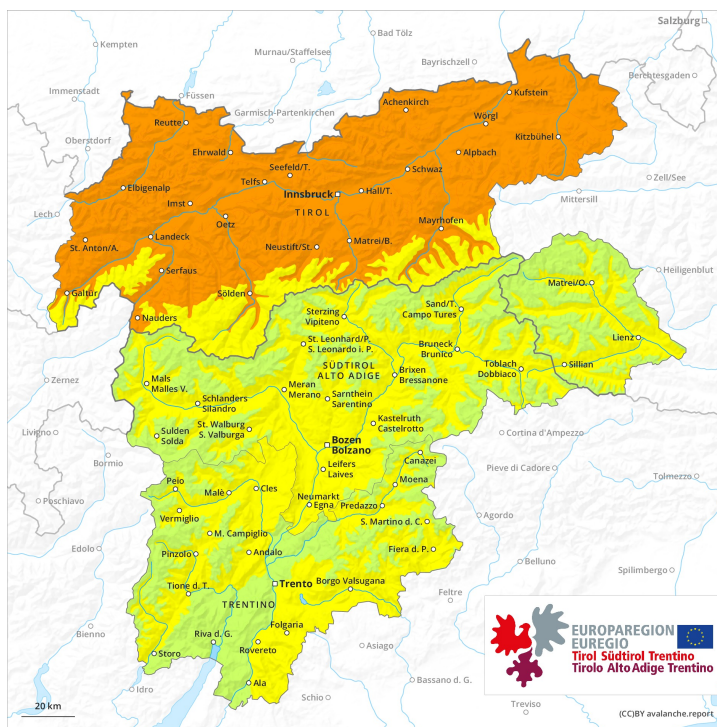 Salzburg
Bad Tölz
Kempten
Murnau/Staffelsee
Bayrischzell
Berchtesgaden
Immenstadt
Füssen
Garmisch-Partenkirchen
Achenkirch
Kufstein
Reutte
Wörgl
Oberstdorf
Ehrwald
Kitzbühel
Seefeld/T.
Alpbach
Telfs
Schwaz
Elbigenalp
Innsbruck
Hall/T.
Zell/See
Imst
TIROL
Mittersill
Lech
Oetz
Mayrhofen
St. Anton/A.
Landeck
Neustift/St.
Matrei/B.
Serfaus
Heiligenblut
Galtür
Sölden
Matrei/O.
Nauders
Sterzing
Vipiteno
Sand/T.
Campo Tures
St. Leonhard/P.
S. Leonardo i. P.
Bruneck
Brunico
Lienz
SÜDTIROL
ALTO ADIGE
Toblach
Dobbiaco
Sillian
Zernez
Mals
Malles V.
Meran
Merano
Brixen
Bressanone
Schlanders
Silandro
Sarnthein
Sarentino
St. Walburg
S. Valburga
Kastelruth
Castelrotto
Livigno
Sulden
Solda
Bozen
Bolzano
Cortina d'Ampezzo
Bormio
Canazei
Leifers
Laives
Pieve di Cadore
Tolmezzo
Peio
Malè
Cles
Moena
Poschiavo
Neumarkt
Egna
Predazzo
Vermiglio
Agordo
S. Martino d. C.
M. Campiglio
Edolo
Pinzolo
Andalo
Fiera d. P.
Belluno
Spilimbergo
Tione d. T.
Trento
Borgo Valsugana
Feltre
TRENTINO
Bienno
Riva d. G.
Folgaria
Rovereto
Asiago
Storo
Bassano d. G.
Ala
Idro
Schio
Treviso
EUROPAREGION
EUREGIO
Tirol Südtirol Trentino
Tirolo Alto Adige Trentino
20 km
(CC)BY avalanche.report